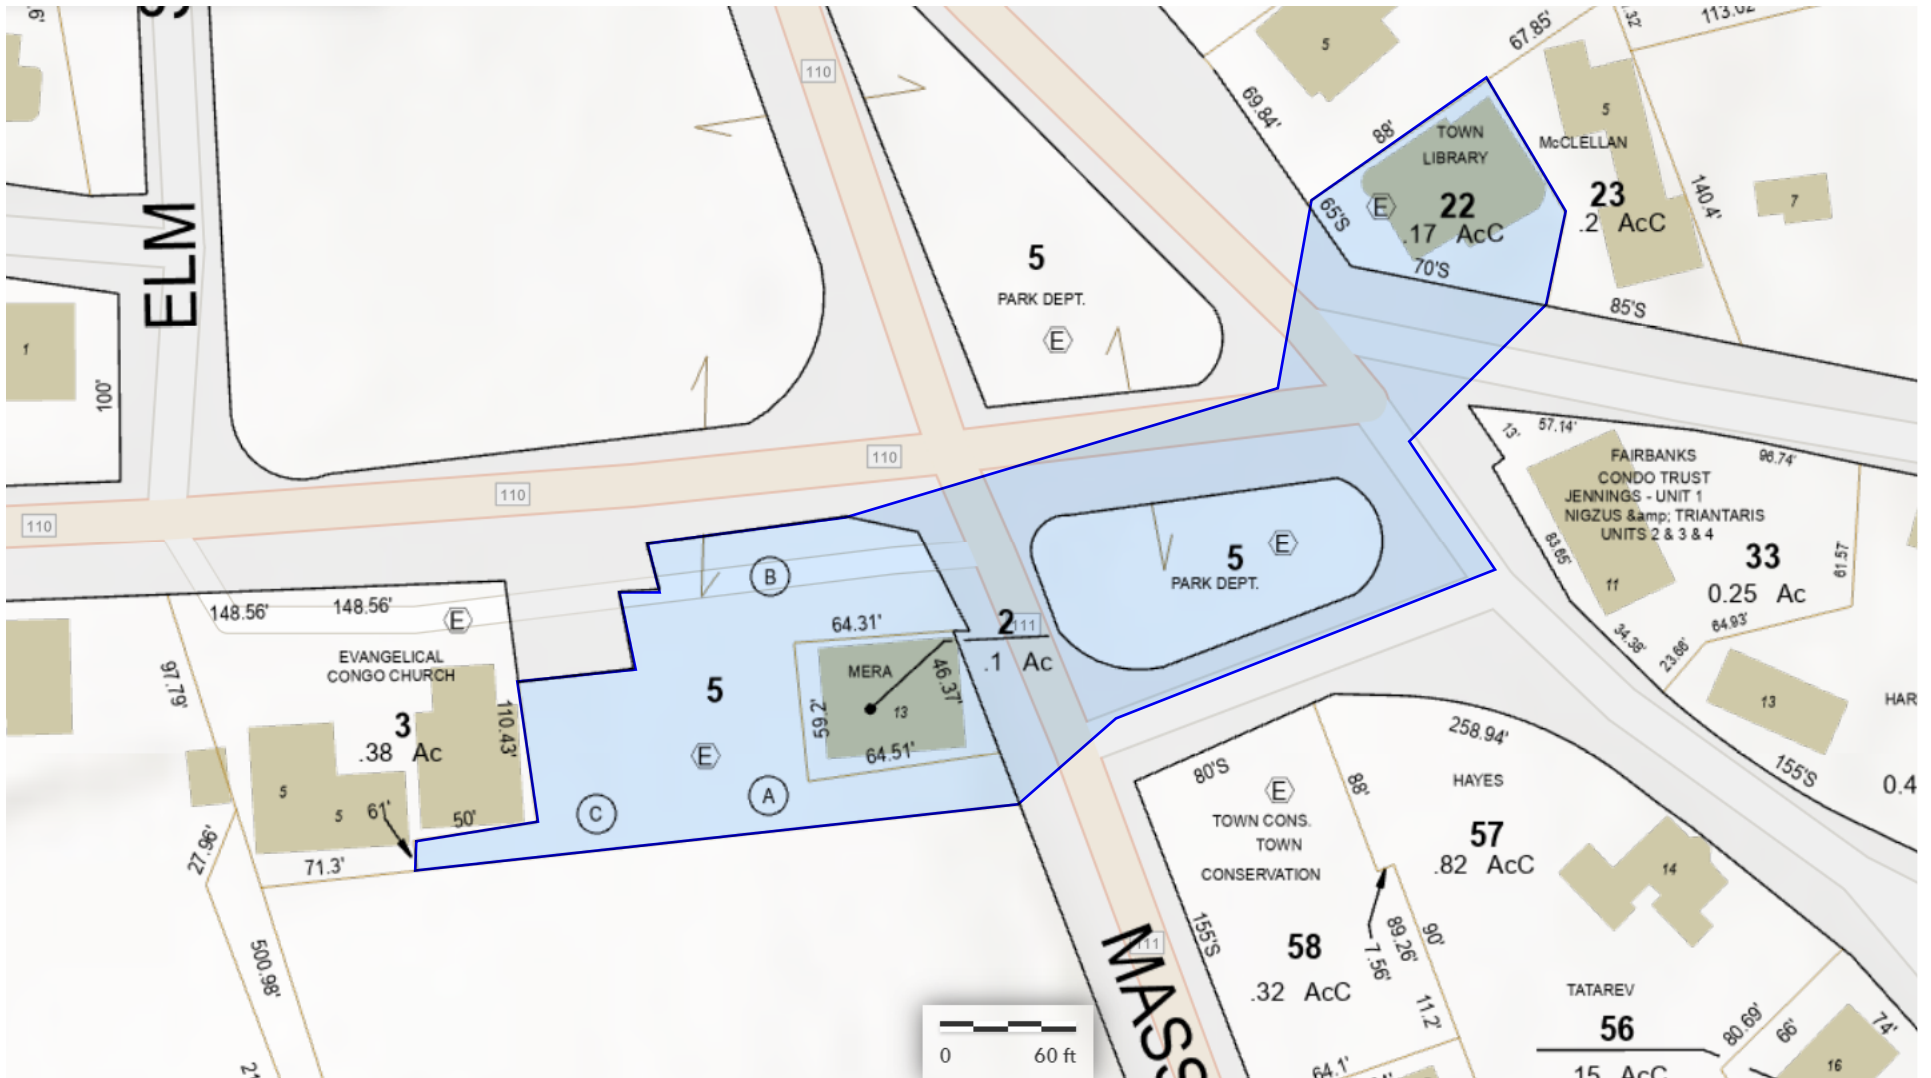 110
5
67.85'
113.02'
69.84'
88'
TOWN
LIBRARY
22
.17 AcC
E
65'S
70'S
5
McCLELLAN
23
.2 AcC
140.4'
7
85'S
ELM
5
PARK DEPT.
E
1
100'
110
110
110
13'
57.14'
96.74'
FAIRBANKS
CONDO TRUST
JENNINGS - UNIT 1
NIGZUS &amp; TRIANTARIS
UNITS 2 & 3 & 4
33
0.25 Ac
83.65'
61.57'
11
64.93'
34.38'
23.68'
5
E
PARK DEPT.
B
148.56'
148.56'
E
EVANGELICAL
CONGO CHURCH
97.79'
3
.38 Ac
110.43'
5
5
61'
50'
71.3'
27.96'
500.98'
5
E
C
A
64.31'
MERA
13
46.37'
59.2'
64.51'
2
111
.1 Ac
13
HAR
0.4
155'S
258.94'
80'S
E
TOWN CONS.
TOWN
CONSERVATION
88'
HAYES
57
.82 AcC
14
155'S
58
.32 AcC
89.26'
7.56'
90'
11.2'
64.1'
TATAREV
56
.15 AcC
80.69'
66'
74'
16
111
MASS
0 60 ft